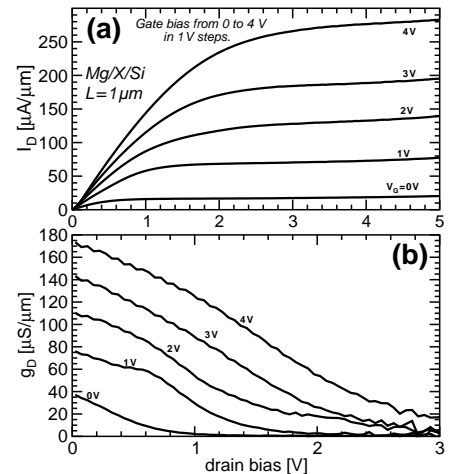 (a)
Gate bias from 0 to 4 V
in 1V steps.
Mg/X/Si
L=1μm
4V
3V
2V
1V
V_G=0V
I_D [μA/μm]
250
200
150
100
50
0
0 1 2 3 4 5
(b)
4V
3V
2V
1V
0V
g_D [μS/μm]
180
160
140
120
100
80
60
40
20
0
0 1 2 3
drain bias [V]